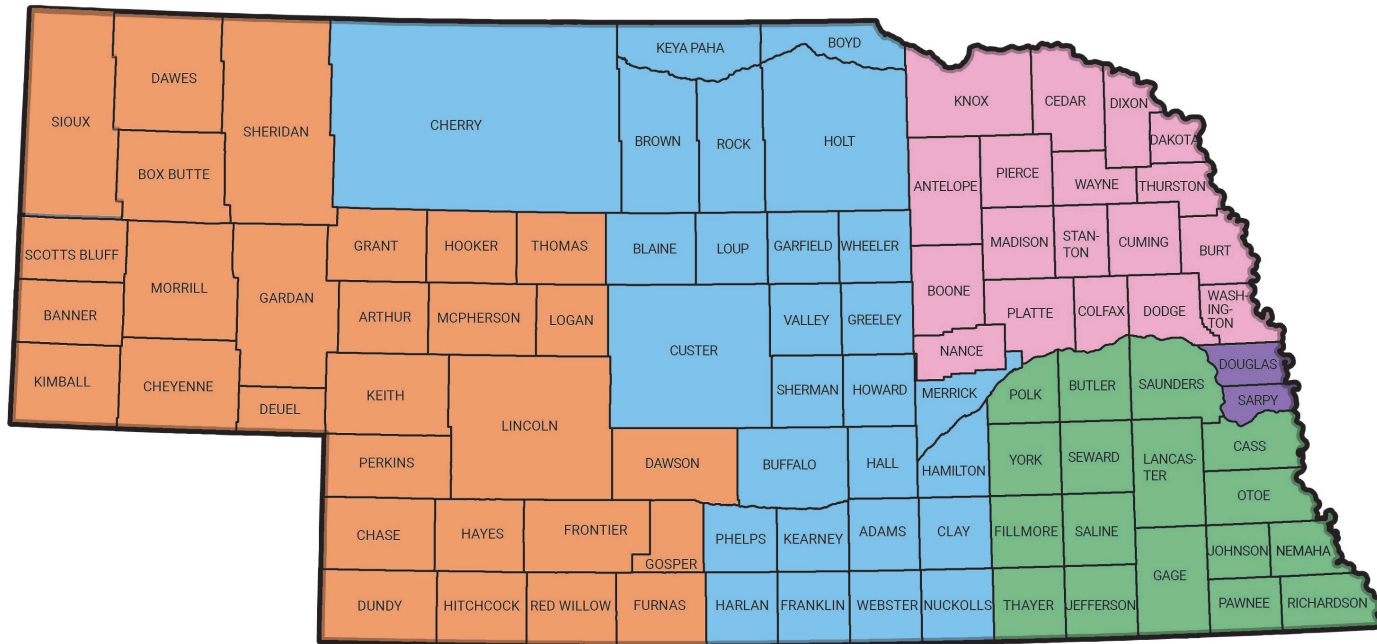 KEYA PAHA
BOYD
DAWES
SIOUX
SHERIDAN
CHERRY
BROWN
ROCK
HOLT
KNOX
CEDAR
DIXON
DAKOTA
BOX BUTTE
ANTELOPE
PIERCE
WAYNE
THURSTON
SCOTTS BLUFF
MORRILL
GARDAN
GRANT
HOOKER
THOMAS
BLAINE
LOUP
GARFIELD
WHEELER
MADISON
STAN-
TON
CUMING
BURT
BANNER
ARTHUR
MCPHERSON
LOGAN
CUSTER
VALLEY
GREELEY
BOONE
PLATTE
COLFAX
DODGE
WASH-
ING-
TON
NANCE
KIMBALL
CHEYENNE
DEUEL
KEITH
LINCOLN
SHERMAN
HOWARD
MERRICK
POLK
BUTLER
SAUNDERS
DOUGLAS
SARPY
PERKINS
DAWSON
BUFFALO
HALL
HAMILTON
YORK
SEWARD
LANCAS-
TER
CASS
OTOE
CHASE
HAYES
FRONTIER
GOSPER
PHELPS
KEARNEY
ADAMS
CLAY
FILLMORE
SALINE
GAGE
JOHNSON
NEMAHA
DUNDY
HITCHCOCK
RED WILLOW
FURNAS
HARLAN
FRANKLIN
WEBSTER
NUCKOLLS
THAYER
JEFFERSON
PAWNEE
RICHARDSON